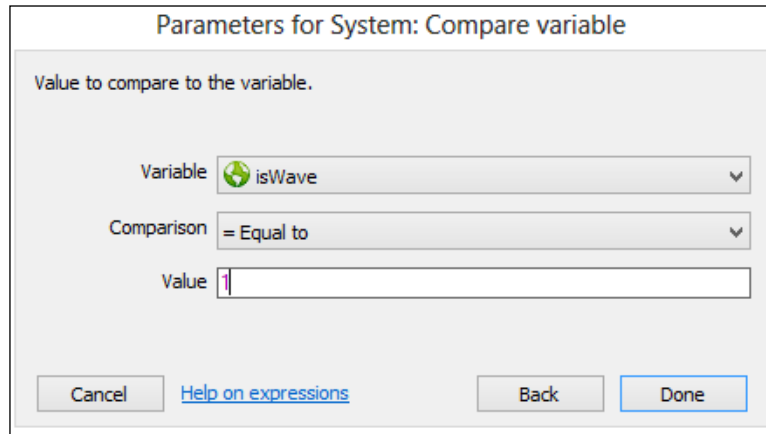 Parameters for System: Compare variable
Value to compare to the variable.
Variable isWave
Comparison = Equal to
Value 1
Cancel Help on expressions Back Done